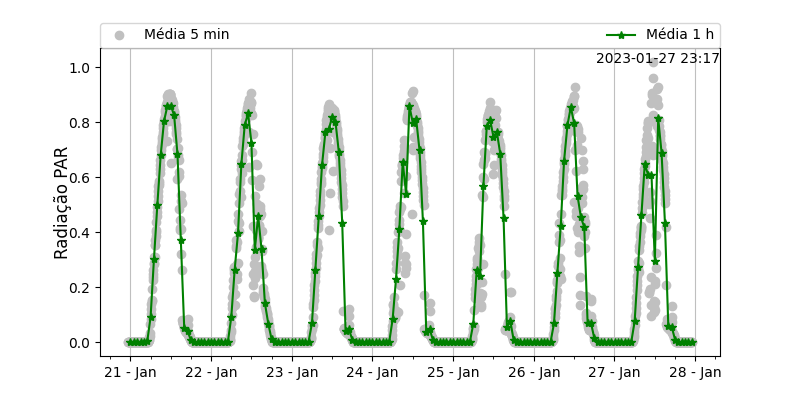 Média 5 min
Média 1 h
2023-01-27 23:17
Radiação PAR
1.0
0.8
0.6
0.4
0.2
0.0
21 - Jan
22 - Jan
23 - Jan
24 - Jan
25 - Jan
26 - Jan
27 - Jan
28 - Jan